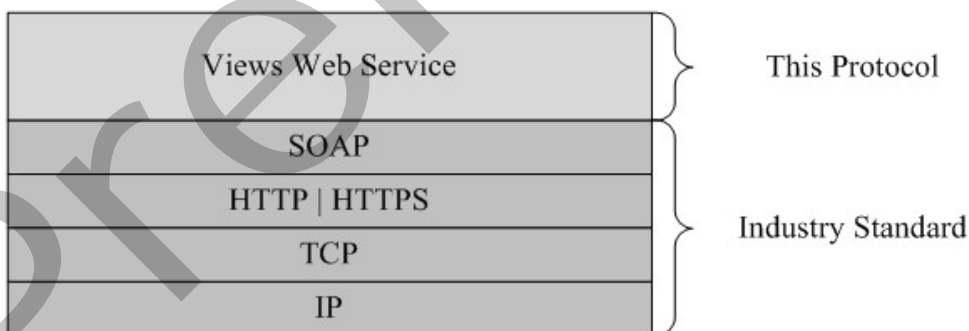 Views Web Service
This Protocol
SOAP
HTTP | HTTPS
Industry Standard
TCP
IP